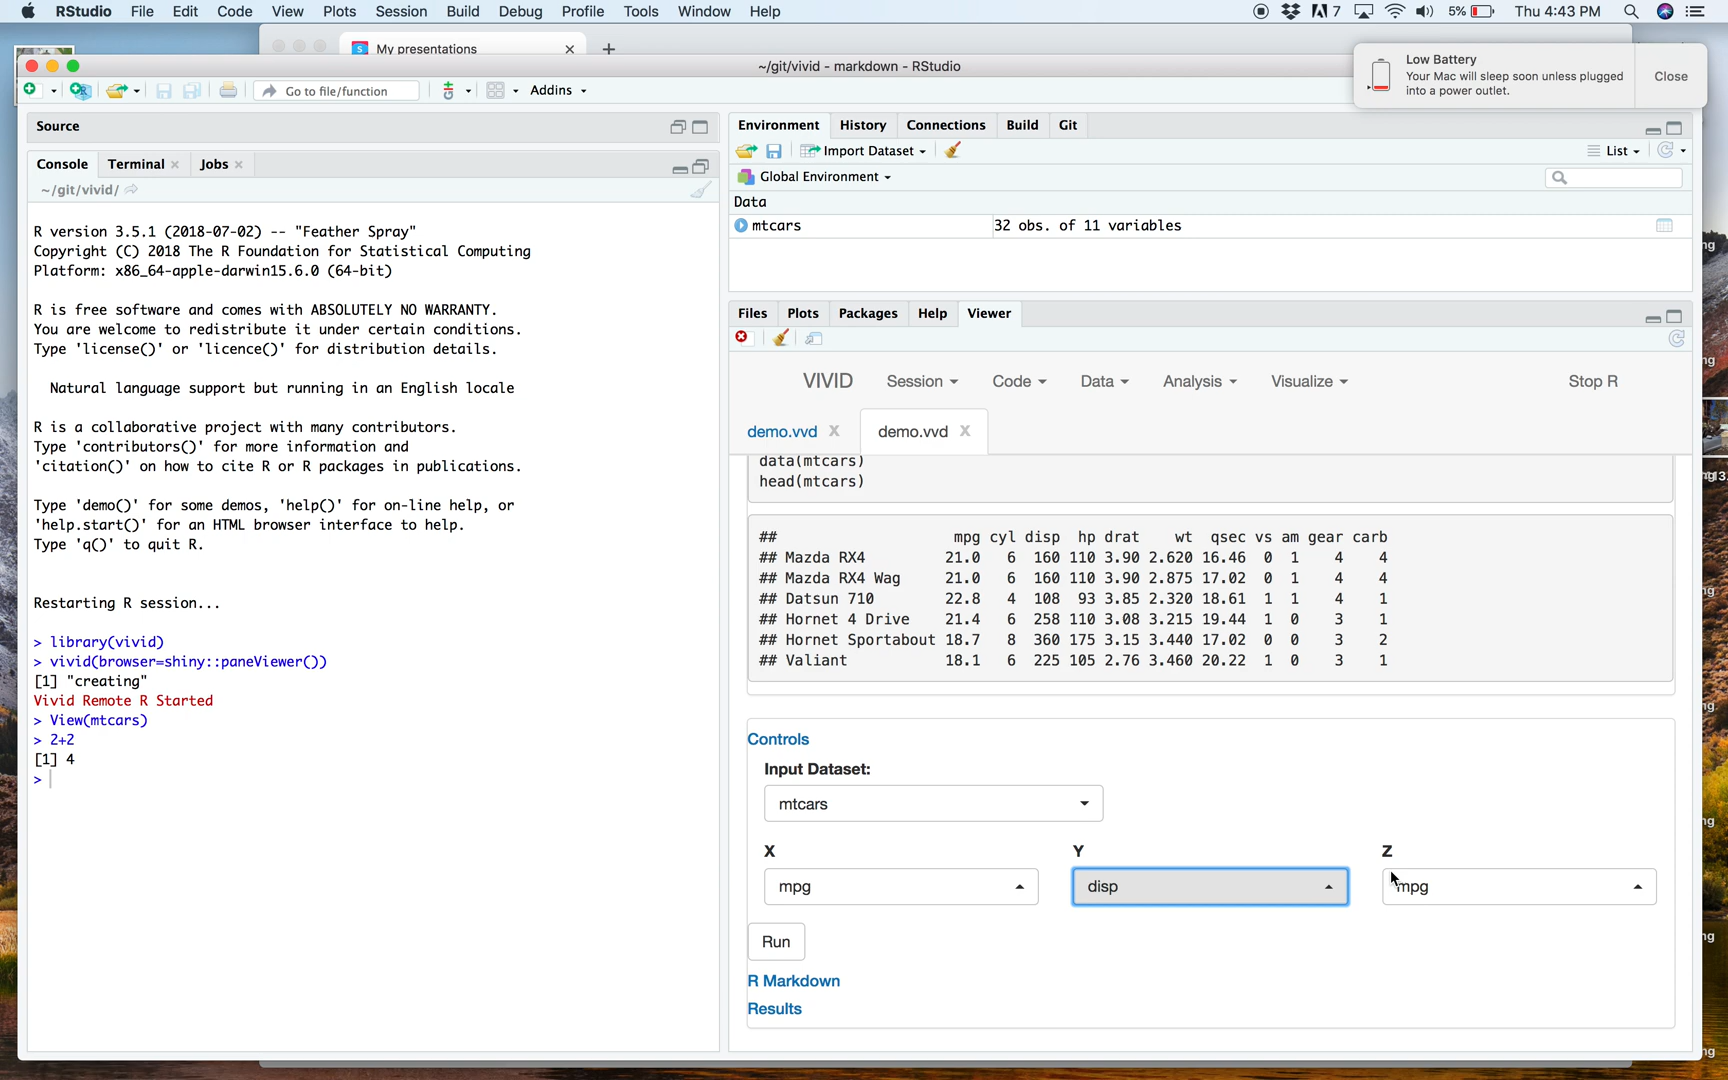 RStudio File Edit Code View Plots Session Build Debug Profile Tools Window Help 7 5% Thu 4:43 PM
My presentations
~/git/vivid - markdown - RStudio
Low Battery
Your Mac will sleep soon unless plugged
into a power outlet.
Close
Go to file/function Addins
Source
Console Terminal Jobs
~/git/vivid/
R version 3.5.1 (2018-07-02) -- "Feather Spray"
Copyright (C) 2018 The R Foundation for Statistical Computing
Platform: x86_64-apple-darwin15.6.0 (64-bit)
R is free software and comes with ABSOLUTELY NO WARRANTY.
You are welcome to redistribute it under certain conditions.
Type 'license()' or 'licence()' for distribution details.
Natural language support but running in an English locale
R is a collaborative project with many contributors.
Type 'contributors()' for more information and
'citation()' on how to cite R or R packages in publications.
Type 'demo()' for some demos, 'help()' for on-line help, or
'help.start()' for an HTML browser interface to help.
Type 'q()' to quit R.
Restarting R session...
> library(vivid)
> vivid(browser=shiny::paneViewer())
[1] "creating"
Vivid Remote R Started
> View(mtcars)
> 2+2
[1] 4
>
Environment History Connections Build Git
Import Dataset List
Global Environment
Data
mtcars 32 obs. of 11 variables
Files Plots Packages Help Viewer
VIVID Session Code Data Analysis Visualize Stop R
demo.vvd x demo.vvd x
data(mtcars)
head(mtcars)
## mpg cyl disp hp drat wt qsec vs am gear carb
## Mazda RX4 21.0 6 160 110 3.90 2.620 16.46 0 1 4 4
## Mazda RX4 Wag 21.0 6 160 110 3.90 2.875 17.02 0 1 4 4
## Datsun 710 22.8 4 108 93 3.85 2.320 18.61 1 1 4 1
## Hornet 4 Drive 21.4 6 258 110 3.08 3.215 19.44 1 0 3 1
## Hornet Sportabout 18.7 8 360 175 3.15 3.440 17.02 0 0 3 2
## Valiant 18.1 6 225 105 2.76 3.460 20.22 1 0 3 1
Controls
Input Dataset:
mtcars
X Y Z
mpg disp mpg
Run
R Markdown
Results